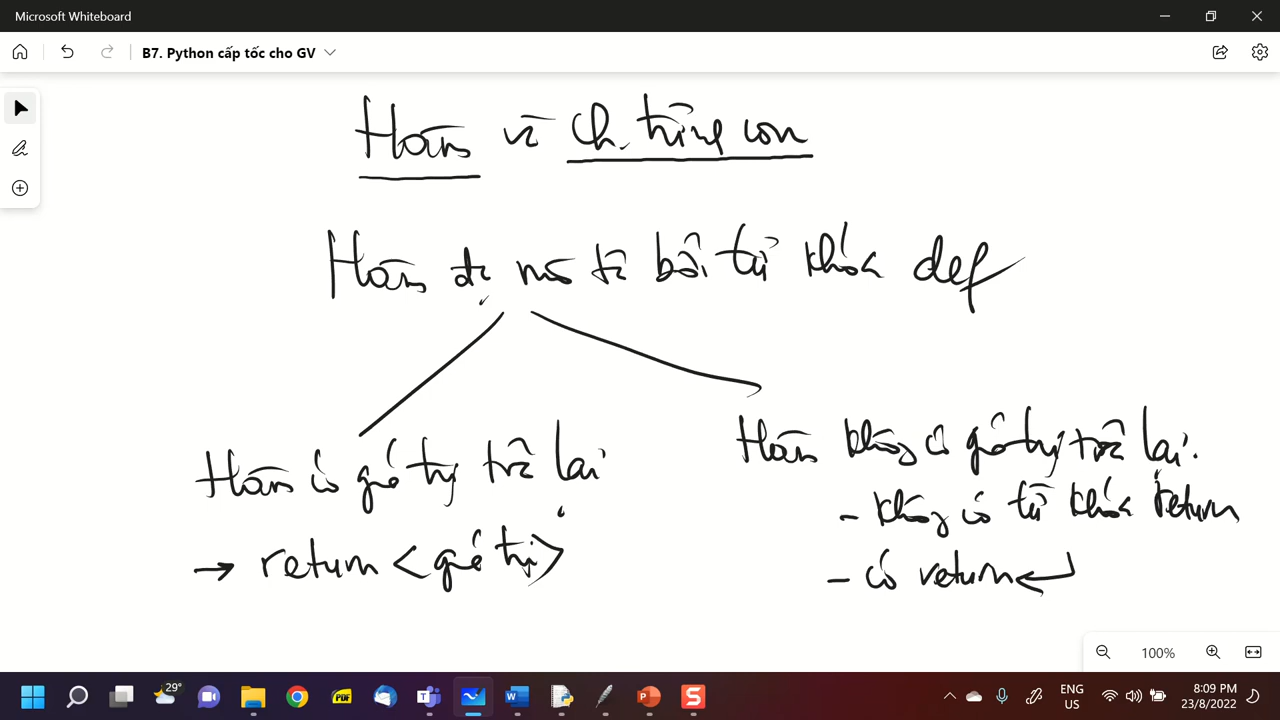 Microsoft Whiteboard
B7. Python cấp tốc cho GV
Hàm và ch. trình con
Hàm đc mô tả bởi từ khóa def
Hàm có giá trị trả lại
Hàm không có giá trị trả lại.
- không có từ khóa return
→ return <giá trị>
- có return ↵
100%
29°
ENG
US
8:09 PM
23/8/2022